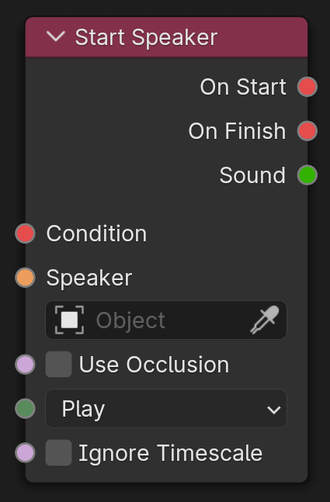 Start Speaker
On Start
On Finish
Sound
Condition
Speaker
Object
Use Occlusion
Play
Ignore Timescale